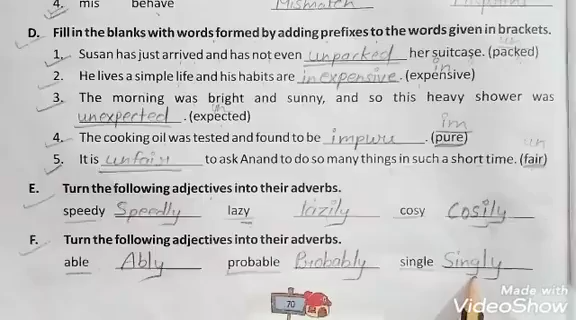 4. mis behave Mismatch
D. Fill in the blanks with words formed by adding prefixes to the words given in brackets.
un
1. Susan has just arrived and has not even unpacked her suitcase. (packed)
in
2. He lives a simple life and his habits are inexpensive. (expensive)
3. The morning was bright and sunny, and so this heavy shower was
unexpected. (expected)
un
im
4. The cooking oil was tested and found to be impure. (pure)
un
5. It is unfair to ask Anand to do so many things in such a short time. (fair)
E. Turn the following adjectives into their adverbs.
speedy Speedly lazy lazily cosy Cosily
F. Turn the following adjectives into their adverbs.
able Ably probable Probably single Singly
70
Made with
VideoShow